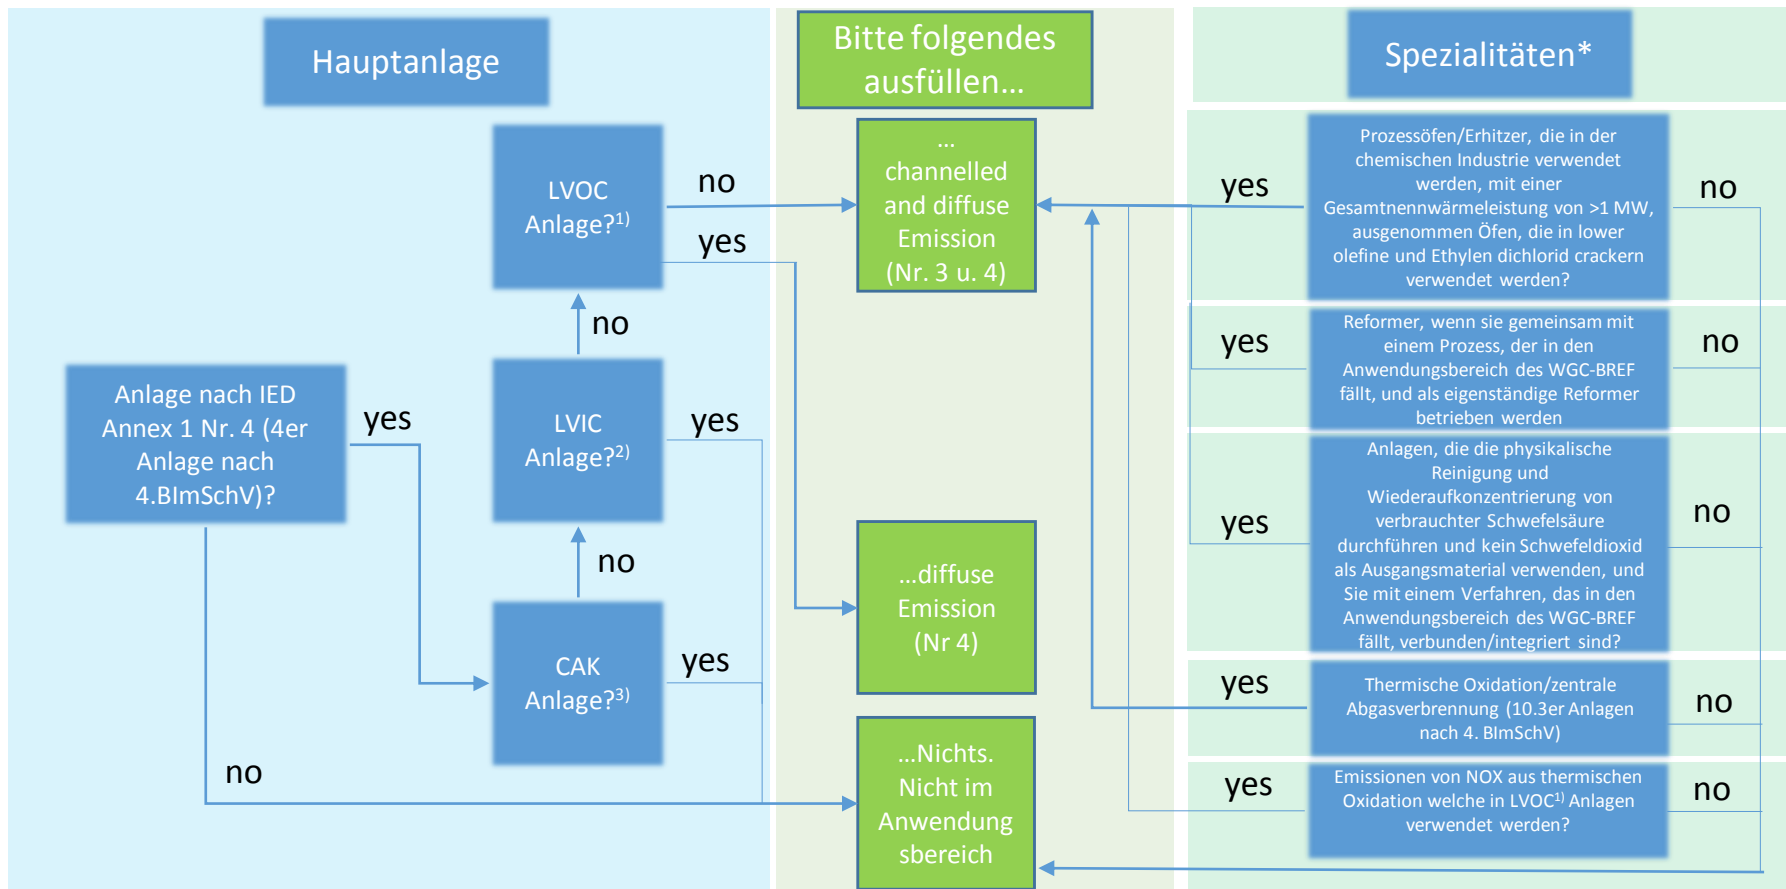 Hauptanlage
LVOC
Anlage?1)
no
yes
no
Anlage nach IED
Annex 1 Nr. 4 (4er
Anlage nach
4.BImSchV)?
yes
LVIC
Anlage?2)
yes
no
CAK
Anlage?3)
yes
no
Bitte folgendes
ausfüllen...
...
channelled
and diffuse
Emission
(Nr. 3 u. 4)
...diffuse
Emission
(Nr 4)
...Nichts.
Nicht im
Anwendung
sbereich
Spezialitäten*
yes
Prozessöfen/Erhitzer, die in der
chemischen Industrie verwendet
werden, mit einer
Gesamtnennwärmeleistung von >1 MW,
ausgenommen Öfen, die in lower
olefine und Ethylen dichlorid crackern
verwendet werden?
no
yes
Reformer, wenn sie gemeinsam mit
einem Prozess, der in den
Anwendungsbereich des WGC-BREF
fällt, und als eigenständige Reformer
betrieben werden
no
yes
Anlagen, die die physikalische
Reinigung und
Wiederaufkonzentrierung von
verbrauchter Schwefelsäure
durchführen und kein Schwefeldioxid
als Ausgangsmaterial verwenden, und
Sie mit einem Verfahren, das in den
Anwendungsbereich des WGC-BREF
fällt, verbunden/integriert sind?
no
yes
Thermische Oxidation/zentrale
Abgasverbrennung (10.3er Anlagen
nach 4. BImSchV)
no
yes
Emissionen von NOX aus thermischen
Oxidation welche in LVOC1) Anlagen
verwendet werden?
no